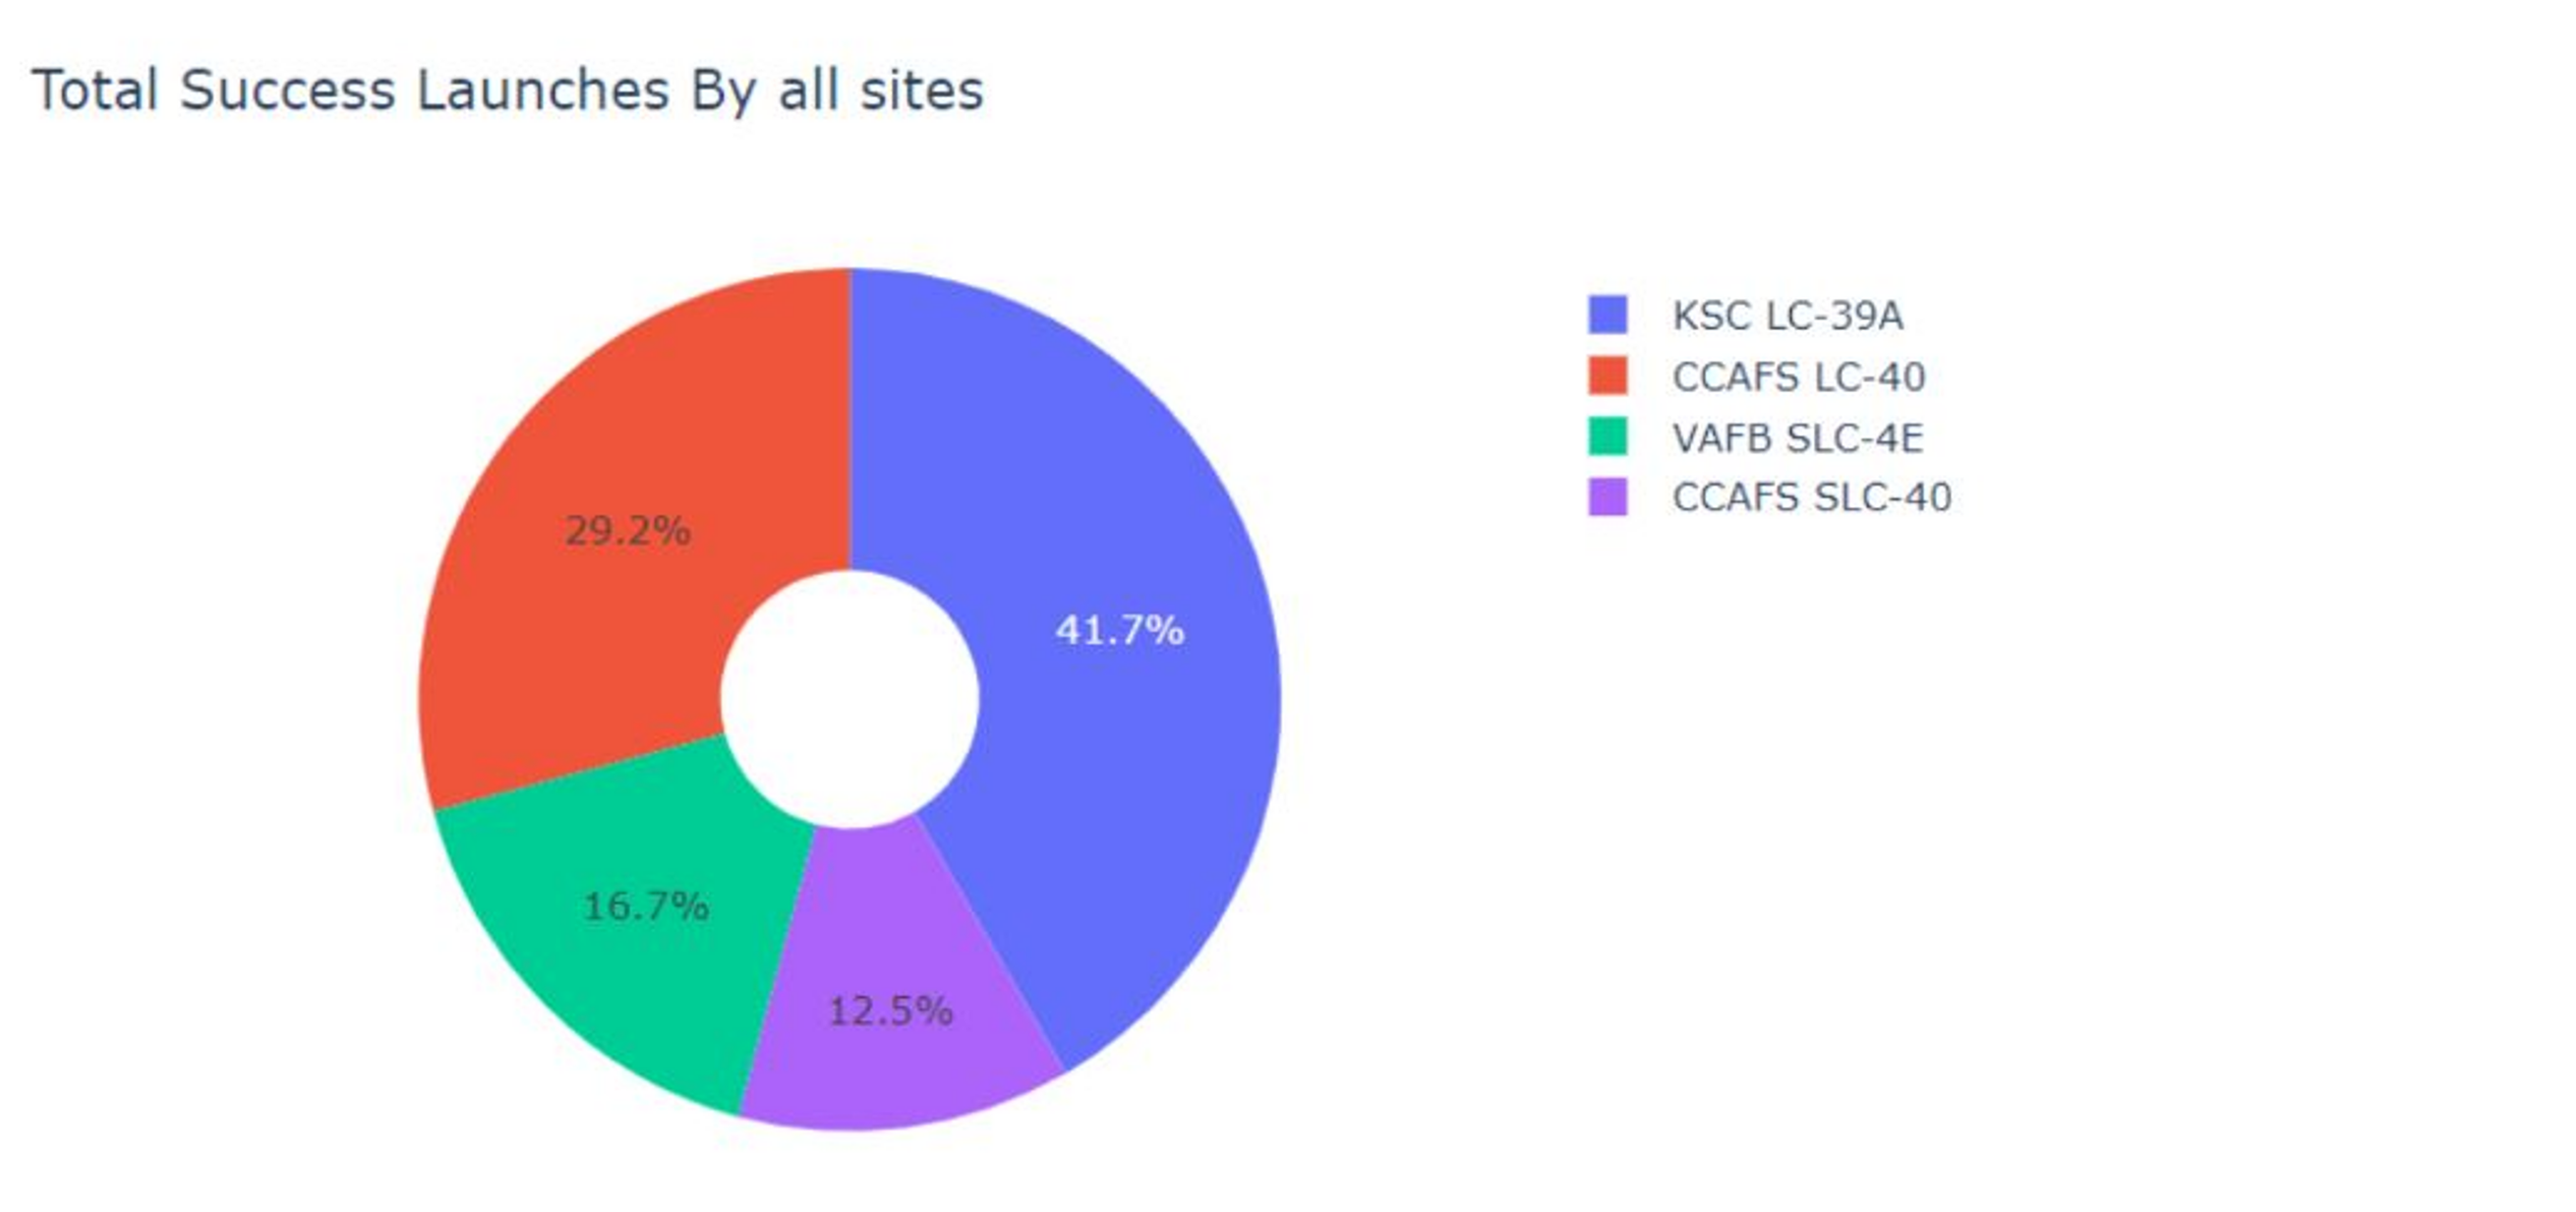 Total Success Launches By all sites
KSC LC-39A
CCAFS LC-40
VAFB SLC-4E
CCAFS SLC-40
29.2%
41.7%
16.7%
12.5%